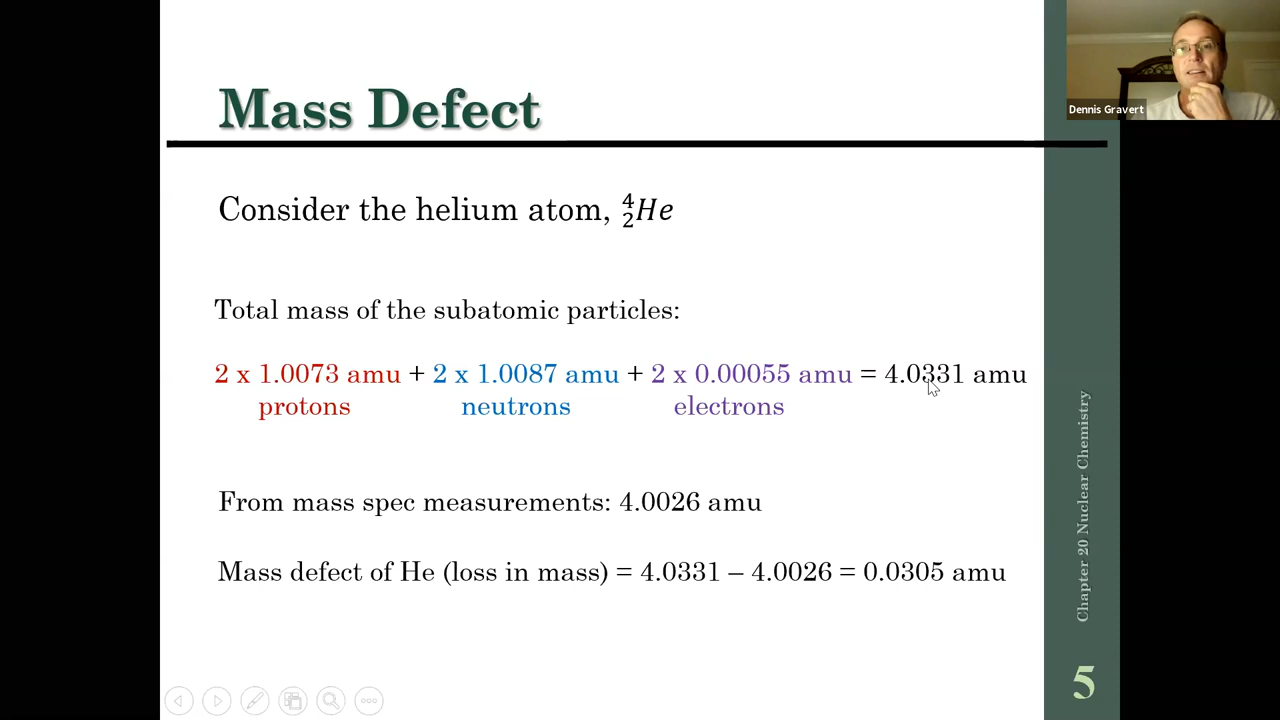 Mass Defect
Consider the helium atom, ⁴₂He
Total mass of the subatomic particles:
2 x 1.0073 amu + 2 x 1.0087 amu + 2 x 0.00055 amu = 4.0331 amu
protons neutrons electrons
From mass spec measurements: 4.0026 amu
Mass defect of He (loss in mass) = 4.0331 – 4.0026 = 0.0305 amu
Chapter 20 Nuclear Chemistry
5
Dennis Gravert